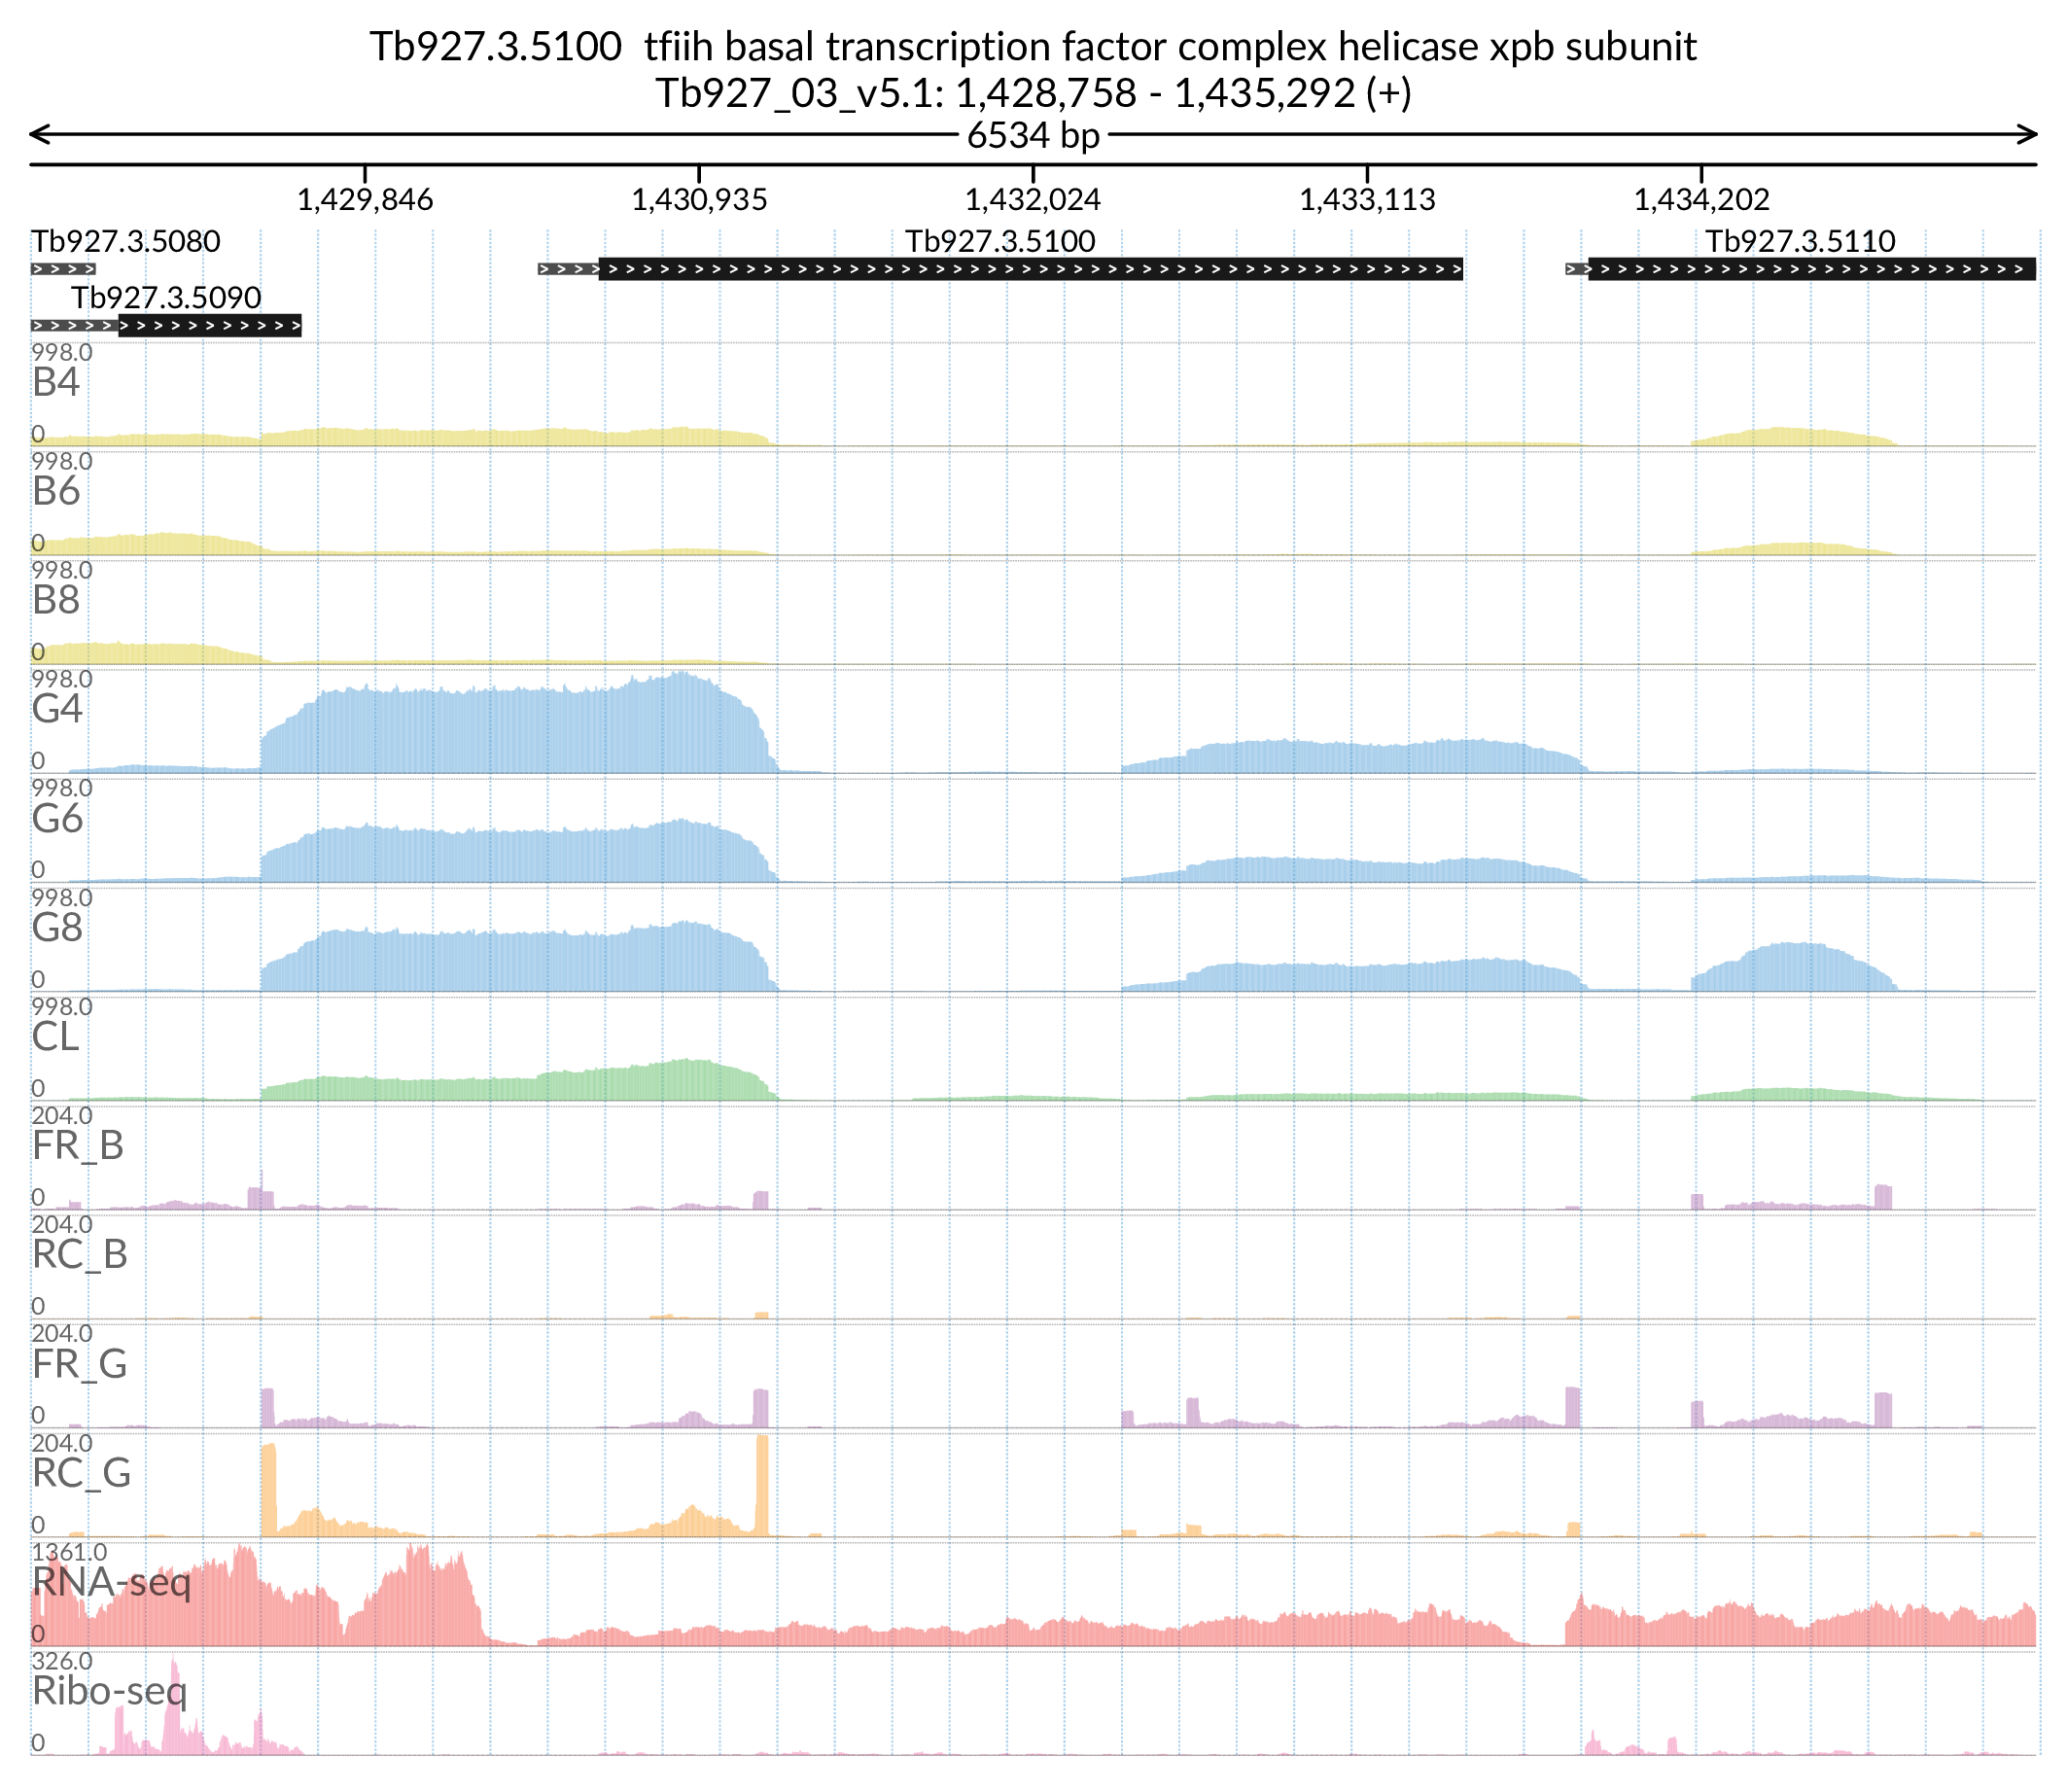 Tb927.3.5100 tfiih basal transcription factor complex helicase xpb subunit
Tb927_03_v5.1: 1,428,758 - 1,435,292 (+)
6534 bp
1,429,846 1,430,935 1,432,024 1,433,113 1,434,202
Tb927.3.5080 Tb927.3.5100 Tb927.3.5110
Tb927.3.5090
998.0
B4
0
998.0
B6
0
998.0
B8
0
998.0
G4
0
998.0
G6
0
998.0
G8
0
998.0
CL
0
204.0
FR_B
0
204.0
RC_B
0
204.0
FR_G
0
204.0
RC_G
0
1361.0
RNA-seq
0
326.0
Ribo-seq
0